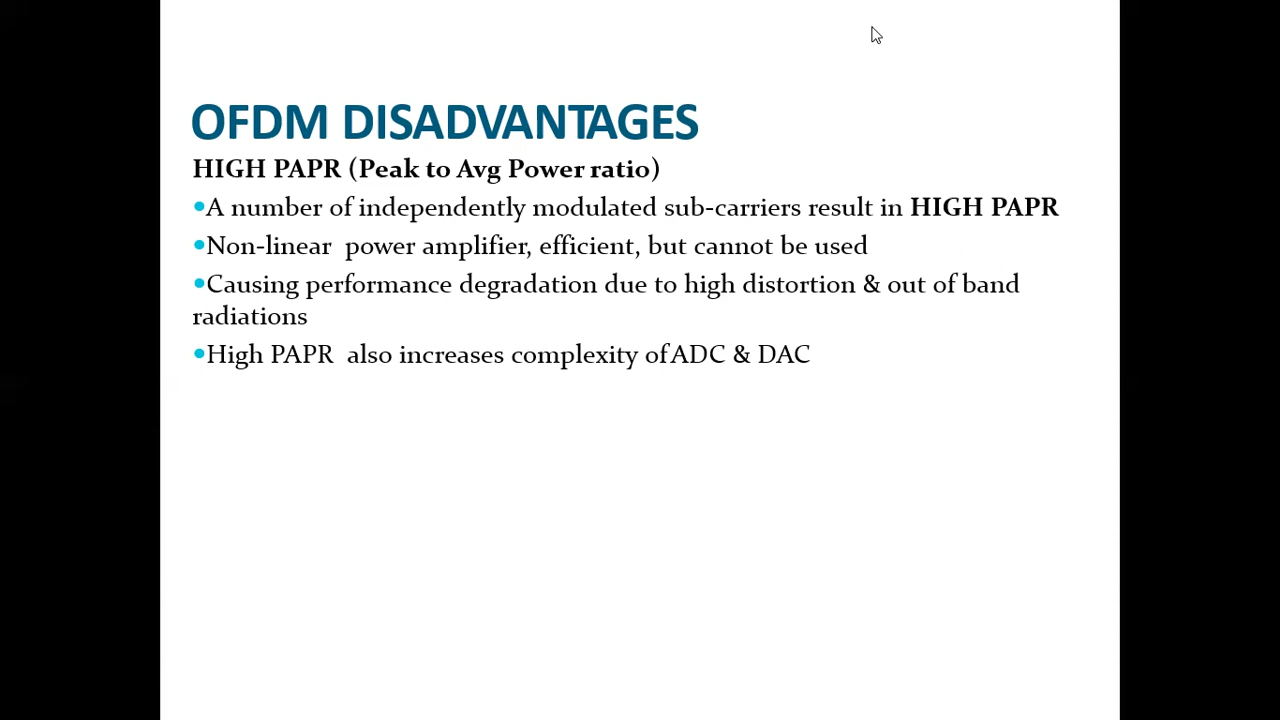 OFDM DISADVANTAGES
HIGH PAPR (Peak to Avg Power ratio)
•A number of independently modulated sub-carriers result in HIGH PAPR
•Non-linear power amplifier, efficient, but cannot be used
•Causing performance degradation due to high distortion & out of band
radiations
•High PAPR also increases complexity of ADC & DAC